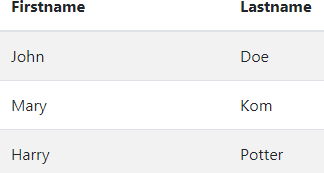 Firstname Lastname
John Doe
Mary Kom
Harry Potter